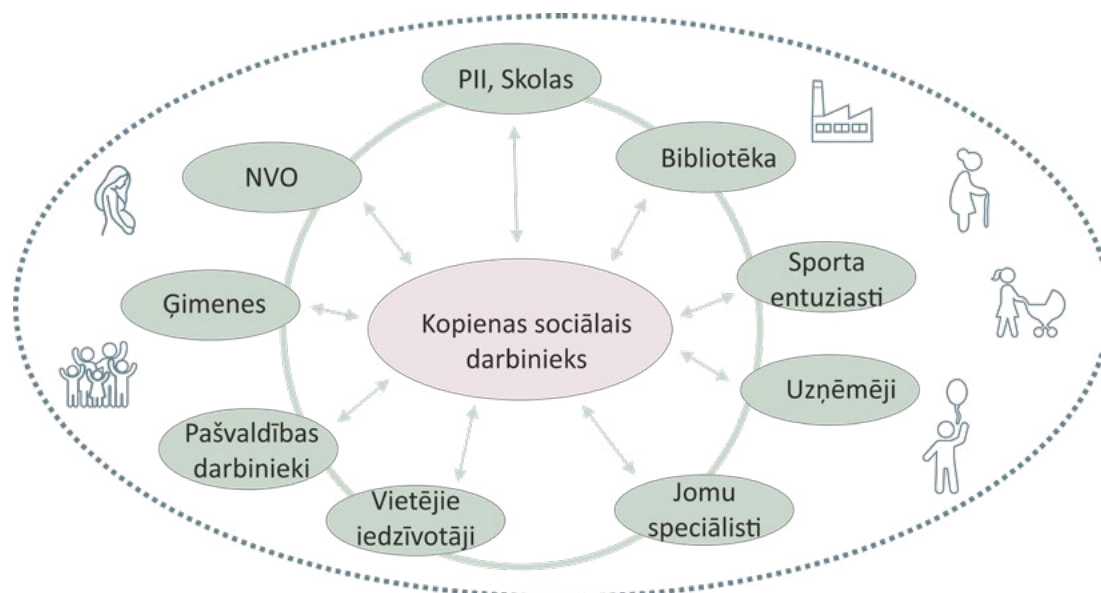 PII, Skolas
NVO
Bibliotēka
Ģimenes
Sporta
entuziasti
Kopienas sociālais
darbinieks
Uzņēmēji
Pašvaldības
darbinieki
Vietējie
iedzīvotāji
Jomu
speciālisti